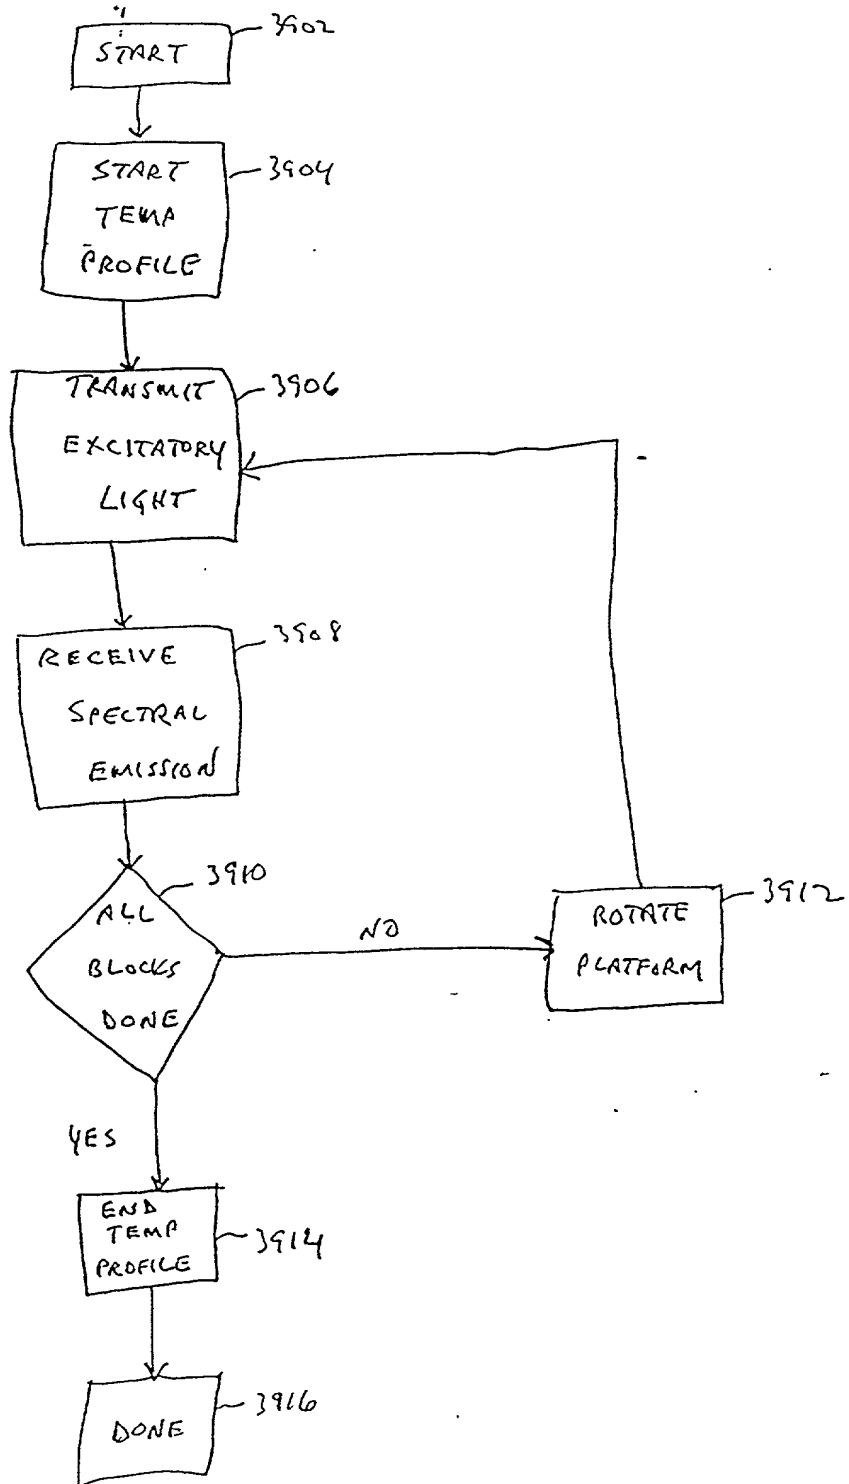 START
3902
START
TEMP
PROFILE
3904
TRANSMIT
EXCITATORY
LIGHT
3906
RECEIVE
SPECTRAL
EMISSION
3908
ALL
BLOCKS
DONE
3910
NO
ROTATE
PLATFORM
3912
YES
END
TEMP
PROFILE
3914
DONE
3916